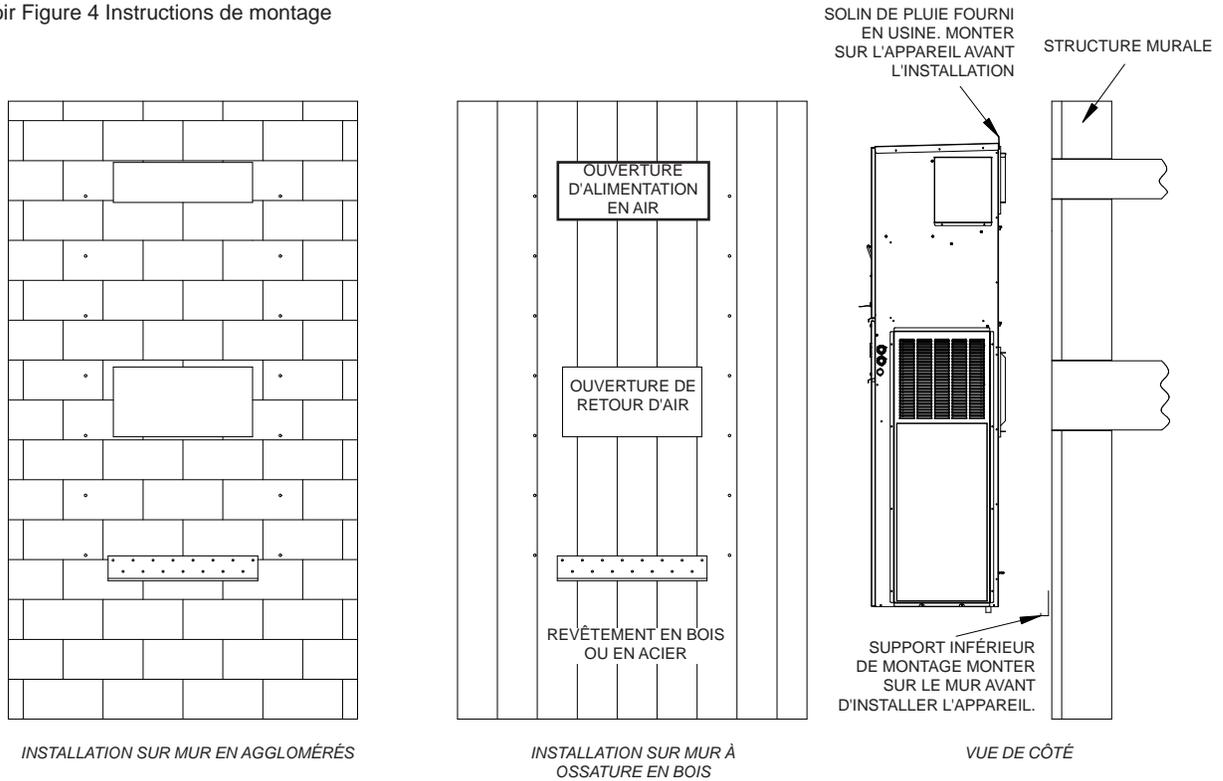 oir Figure 4 Instructions de montage
SOLIN DE PLUIE FOURNI
EN USINE. MONTER
SUR L'APPAREIL AVANT
L'INSTALLATION
STRUCTURE MURALE
OUVERTURE
D'ALIMENTATION
EN AIR
OUVERTURE DE
RETOUR D'AIR
REVÊTEMENT EN BOIS
OU EN ACIER
SUPPORT INFÉRIEUR
DE MONTAGE MONTER
SUR LE MUR AVANT
D'INSTALLER L'APPAREIL.
INSTALLATION SUR MUR EN AGGLOMÉRÉS
INSTALLATION SUR MUR À
OSSATURE EN BOIS
VUE DE CÔTÉ